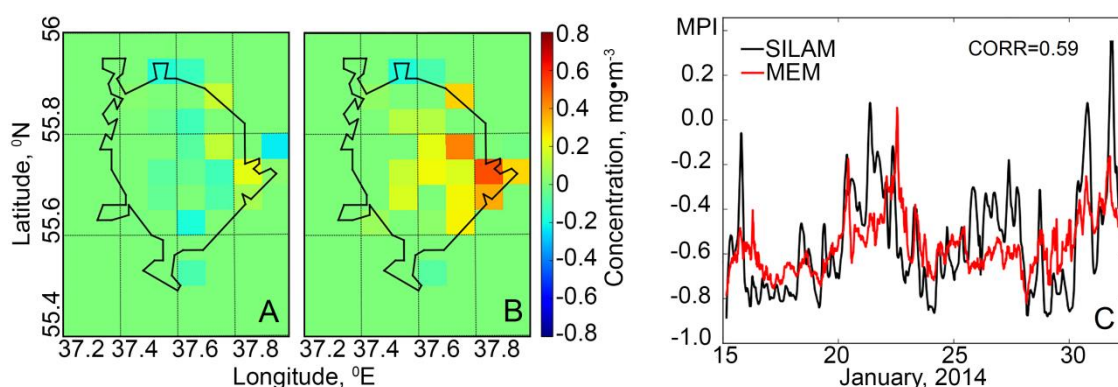 56
55.8
55.6
55.4
Latitude, ⁰N
A
B
37.2 37.4 37.6 37.8
37.2 37.4 37.6 37.8
Longitude, ⁰E
0.8
0.6
0.4
0.2
0
-0.2
-0.4
-0.6
-0.8
Concentration, mg•m⁻³
MPI
SILAM
MEM
CORR=0.59
0.2
0.0
-0.2
-0.4
-0.6
-0.8
-1.0
C
15 20 25 30
January, 2014